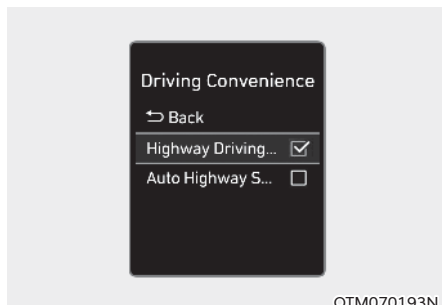 Driving Convenience
Back
Highway Driving...
Auto Highway S...
OTM070193N